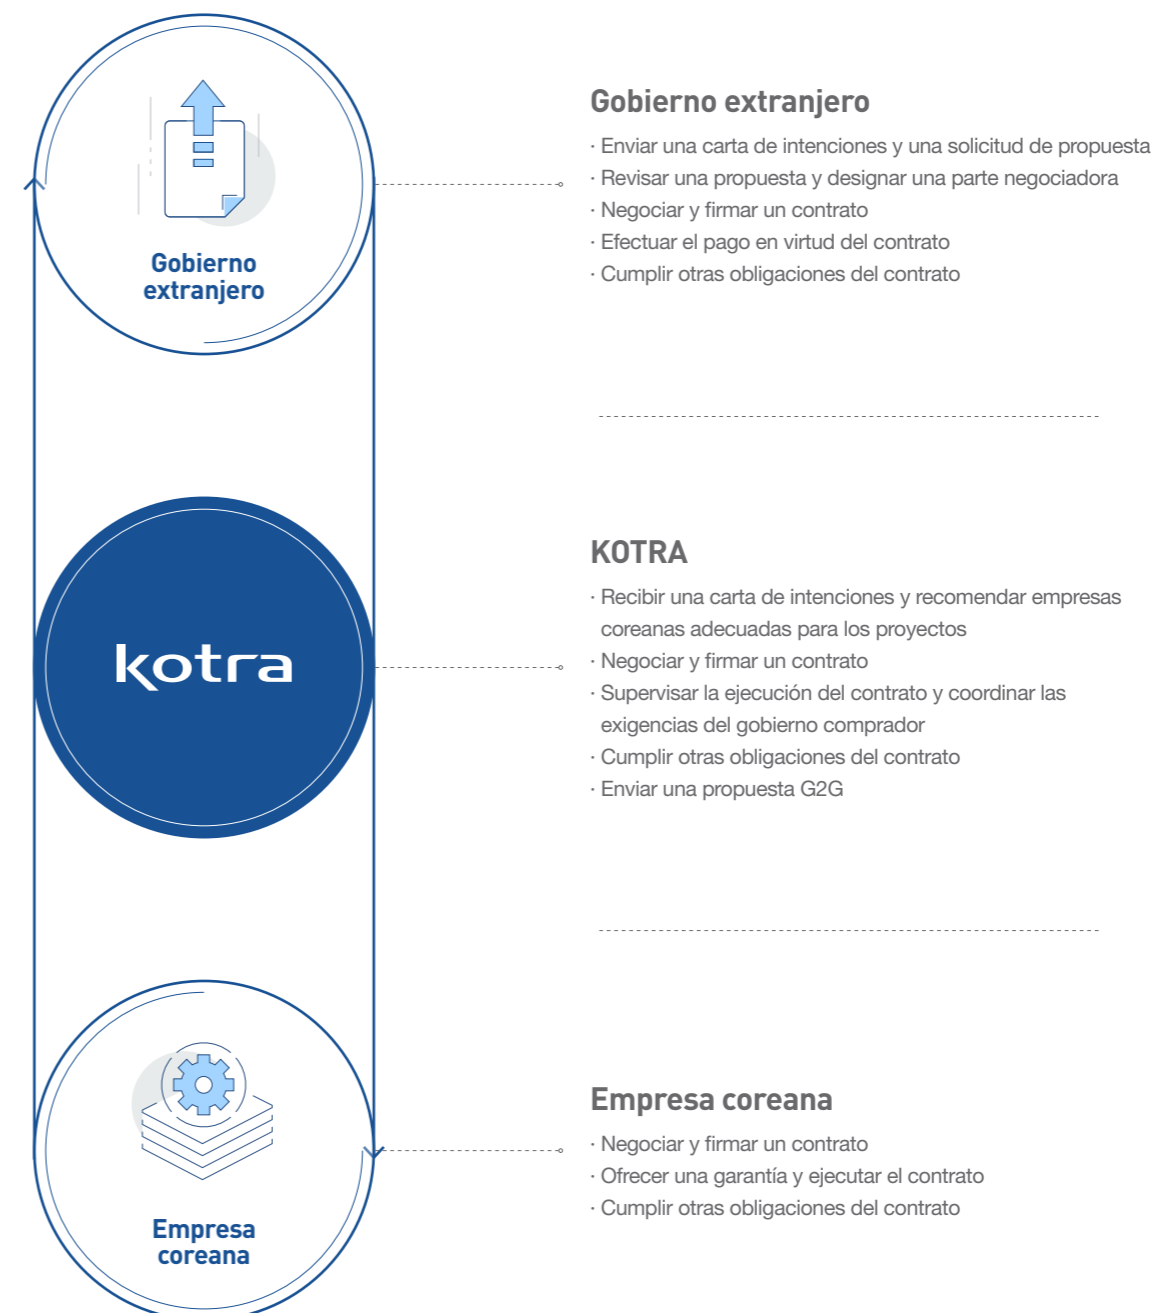 Gobierno
extranjero
Gobierno extranjero
· Enviar una carta de intenciones y una solicitud de propuesta
· Revisar una propuesta y designar una parte negociadora
· Negociar y firmar un contrato
· Efectuar el pago en virtud del contrato
· Cumplir otras obligaciones del contrato
kotra
KOTRA
· Recibir una carta de intenciones y recomendar empresas
coreanas adecuadas para los proyectos
· Negociar y firmar un contrato
· Supervisar la ejecución del contrato y coordinar las
exigencias del gobierno comprador
· Cumplir otras obligaciones del contrato
· Enviar una propuesta G2G
Empresa
coreana
Empresa coreana
· Negociar y firmar un contrato
· Ofrecer una garantía y ejecutar el contrato
· Cumplir otras obligaciones del contrato